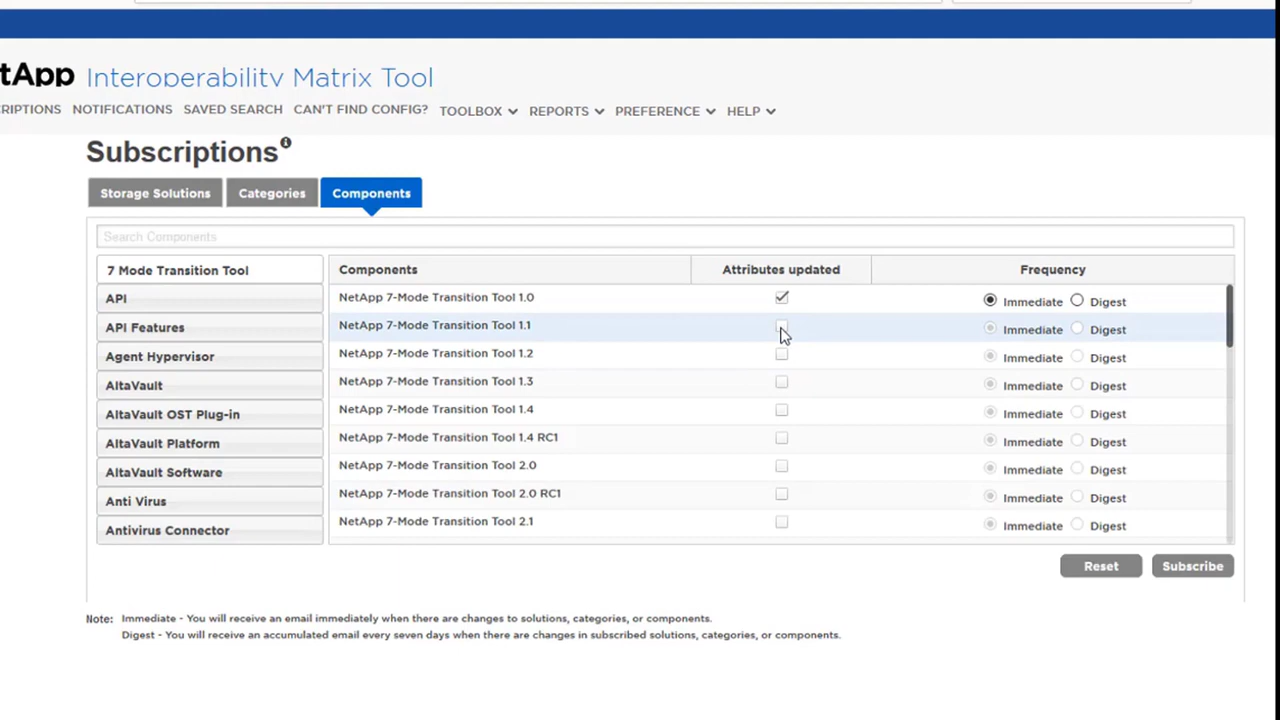 tApp Interoperability Matrix Tool
RIPTIONS NOTIFICATIONS SAVED SEARCH CAN'T FIND CONFIG? TOOLBOX REPORTS PREFERENCE HELP
Subscriptions
Storage Solutions Categories Components
Search Components
7 Mode Transition Tool
API
API Features
Agent Hypervisor
AltaVault
AltaVault OST Plug-in
AltaVault Platform
AltaVault Software
Anti Virus
Antivirus Connector
Components Attributes updated Frequency
NetApp 7-Mode Transition Tool 1.0 Immediate Digest
NetApp 7-Mode Transition Tool 1.1 Immediate Digest
NetApp 7-Mode Transition Tool 1.2 Immediate Digest
NetApp 7-Mode Transition Tool 1.3 Immediate Digest
NetApp 7-Mode Transition Tool 1.4 Immediate Digest
NetApp 7-Mode Transition Tool 1.4 RC1 Immediate Digest
NetApp 7-Mode Transition Tool 2.0 Immediate Digest
NetApp 7-Mode Transition Tool 2.0 RC1 Immediate Digest
NetApp 7-Mode Transition Tool 2.1 Immediate Digest
Reset Subscribe
Note: Immediate - You will receive an email immediately when there are changes to solutions, categories, or components.
Digest - You will receive an accumulated email every seven days when there are changes in subscribed solutions, categories, or components.